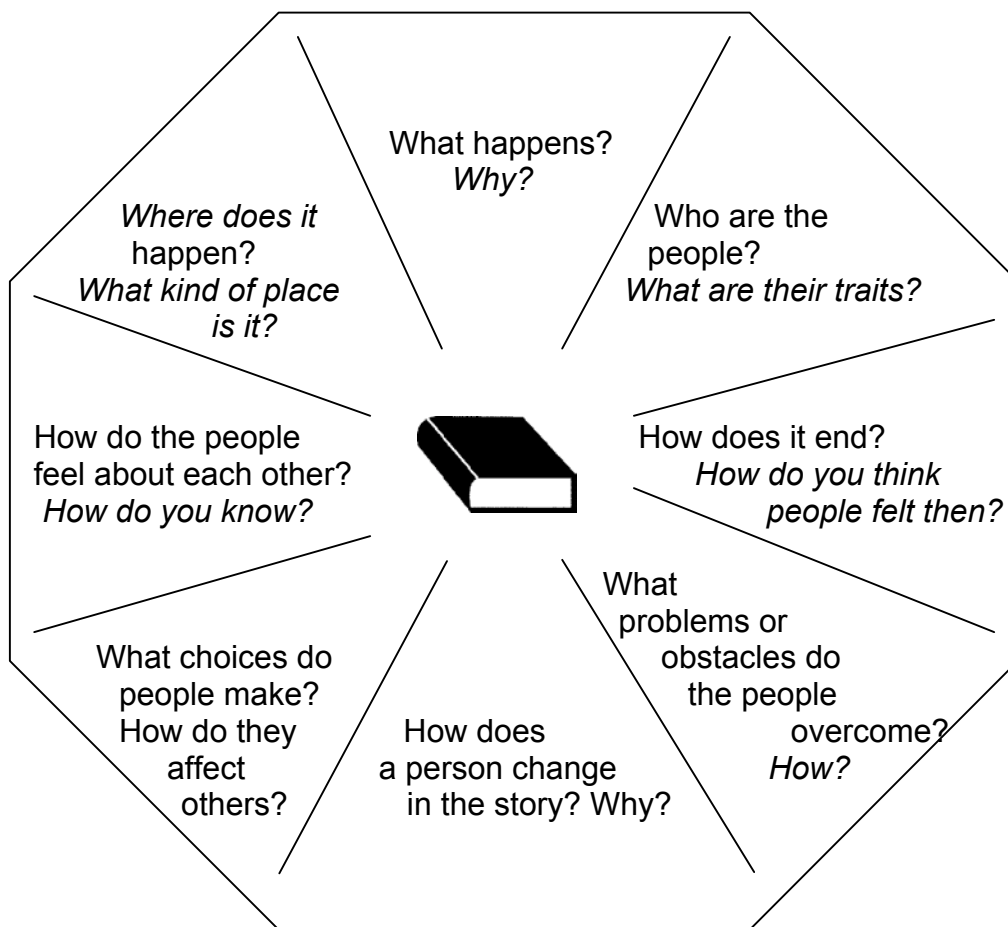 What happens?
Why?
Who are the
people?
What are their traits?
How does it end?
How do you think
people felt then?
What
problems or
obstacles do
the people
overcome?
How?
How does
a person change
in the story? Why?
What choices do
people make?
How do they
affect
others?
How do the people
feel about each other?
How do you know?
Where does it
happen?
What kind of place
is it?